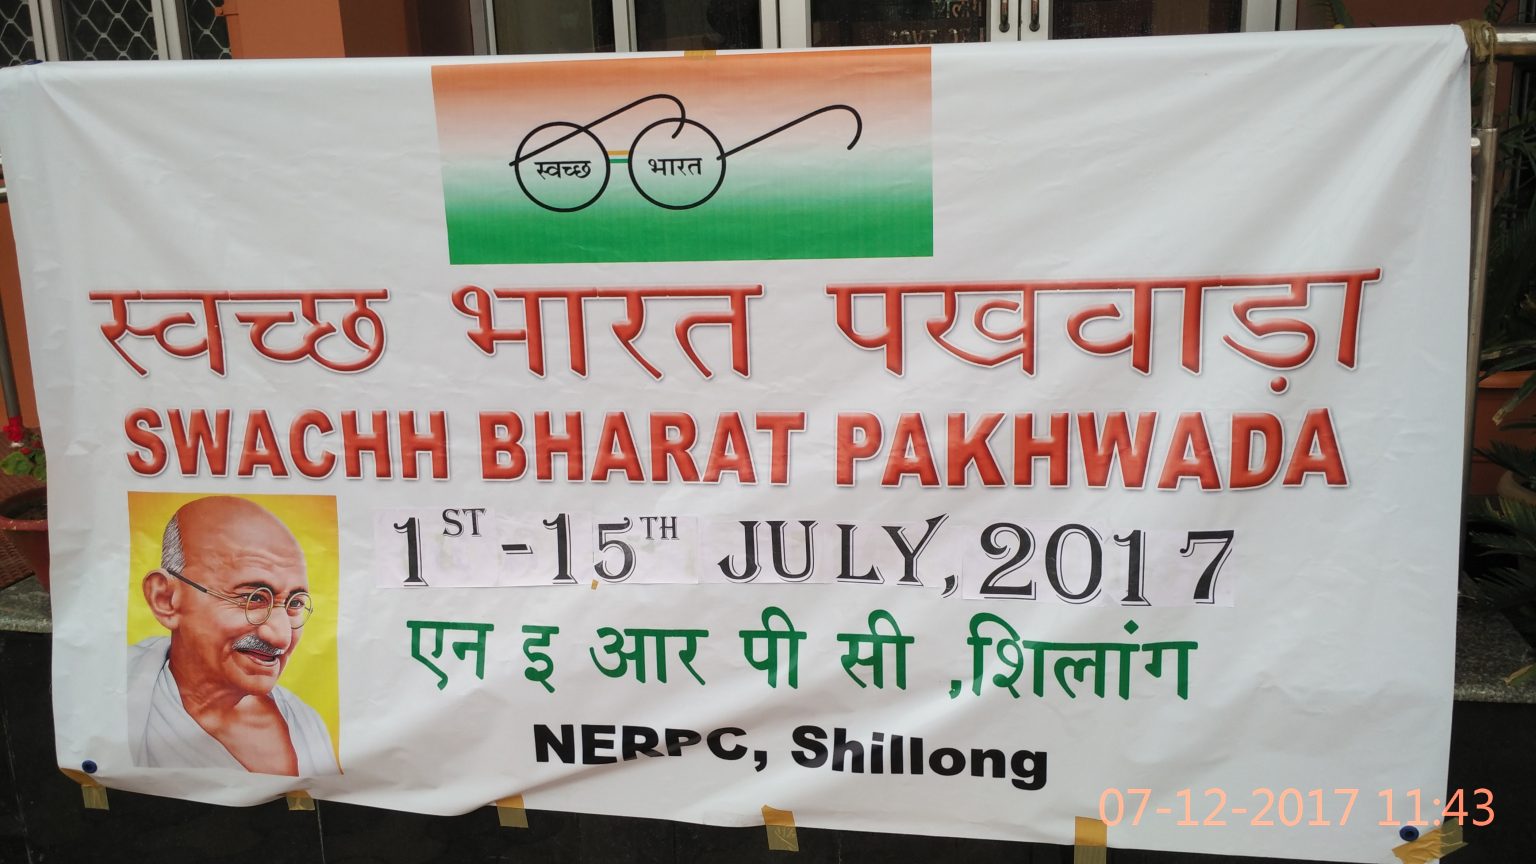 स्वच्छ भारत
स्वच्छ भारत पखवाड़ा
SWACHH BHARAT PAKHWADA
1ST-15TH JULY, 2017
एन इ आर पी सी ,शिलांग
NERPC, Shillong
07-12-2017 11:43